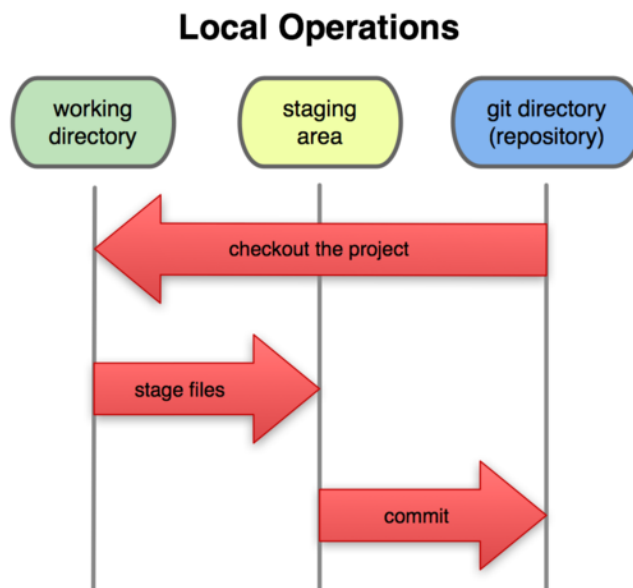 Local Operations
working
directory
staging
area
git directory
(repository)
checkout the project
stage files
commit